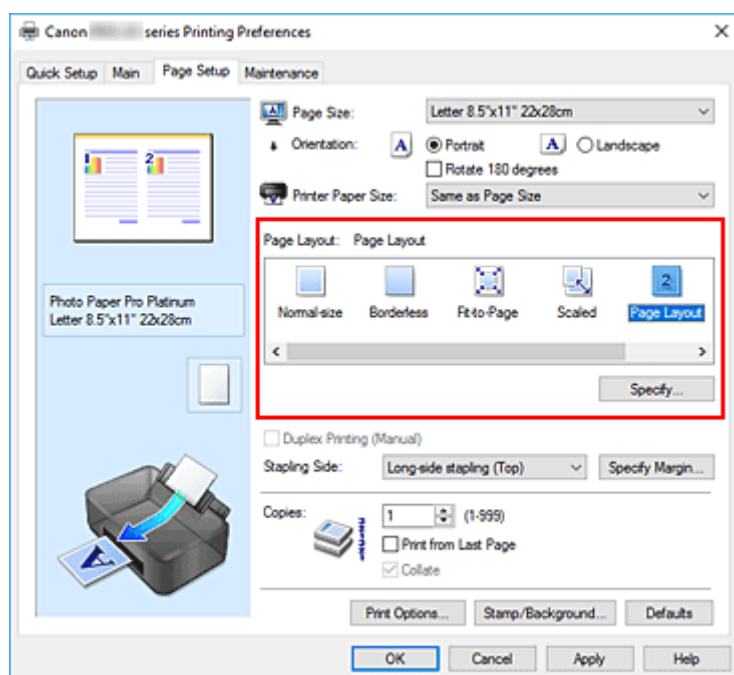 Canon series Printing Preferences
Quick Setup Main Page Setup Maintenance
Page Size: Letter 8.5"x11" 22x28cm
Orientation: A Portrait A Landscape
Rotate 180 degrees
Printer Paper Size: Same as Page Size
1 2
Page Layout: Page Layout
2
Normal-size Borderless Fit-to-Page Scaled Page Layout
Photo Paper Pro Platinum
Letter 8.5"x11" 22x28cm
Specify...
Duplex Printing (Manual)
Stapling Side: Long-side stapling (Top) Specify Margin...
Copies: 1 (1-999)
Print from Last Page
Collate
A
Print Options... Stamp/Background... Defaults
OK Cancel Apply Help